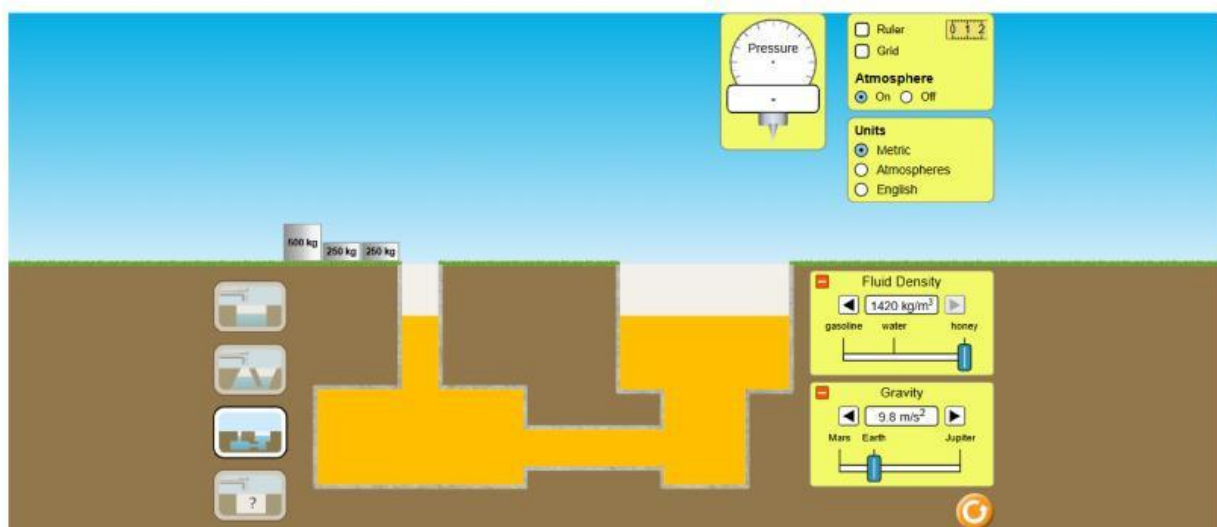 Pressure
Ruler
0 1 2
Grid
Atmosphere
On Off
Units
Metric
Atmospheres
English
500 kg
250 kg 250 kg
Fluid Density
1420 kg/m³
gasoline water honey
Gravity
9.8 m/s²
Mars Earth Jupiter
?